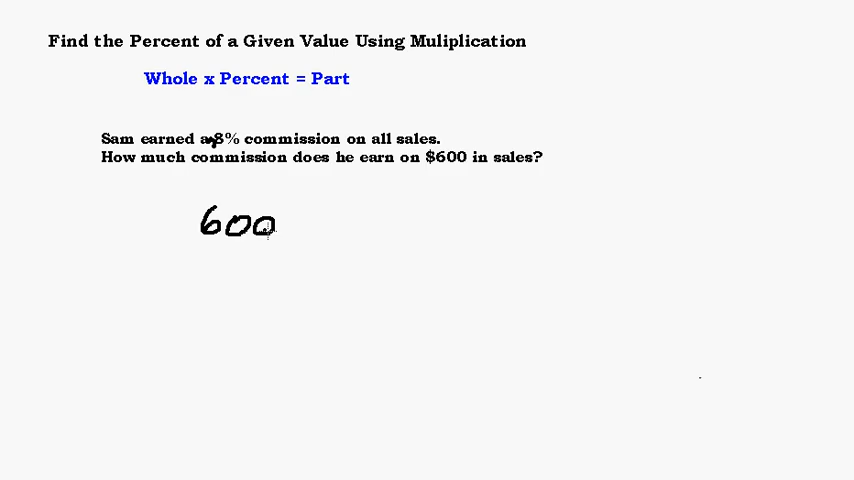 Find the Percent of a Given Value Using Muliplication
Whole x Percent = Part
Sam earned a 8% commission on all sales.
How much commission does he earn on $600 in sales?
600